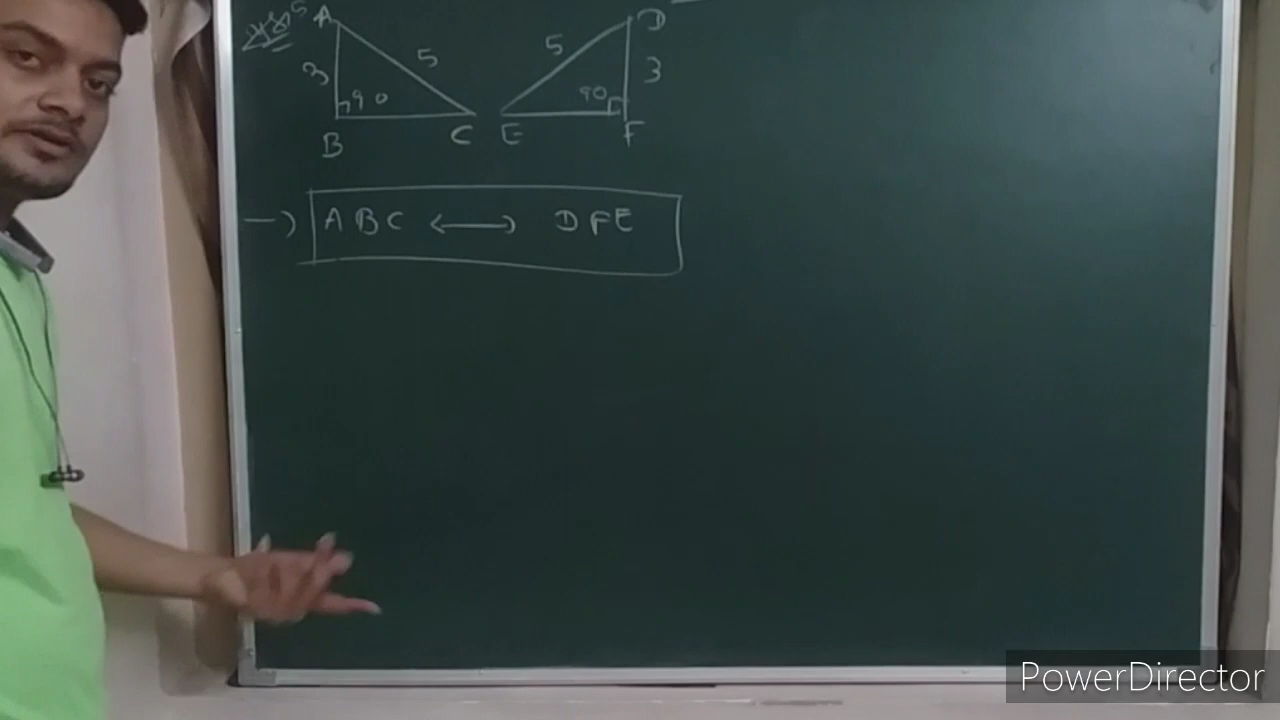 A 5 5 D
3 90 90 3
B C E F
→ ABC ↔ DFE
PowerDirector